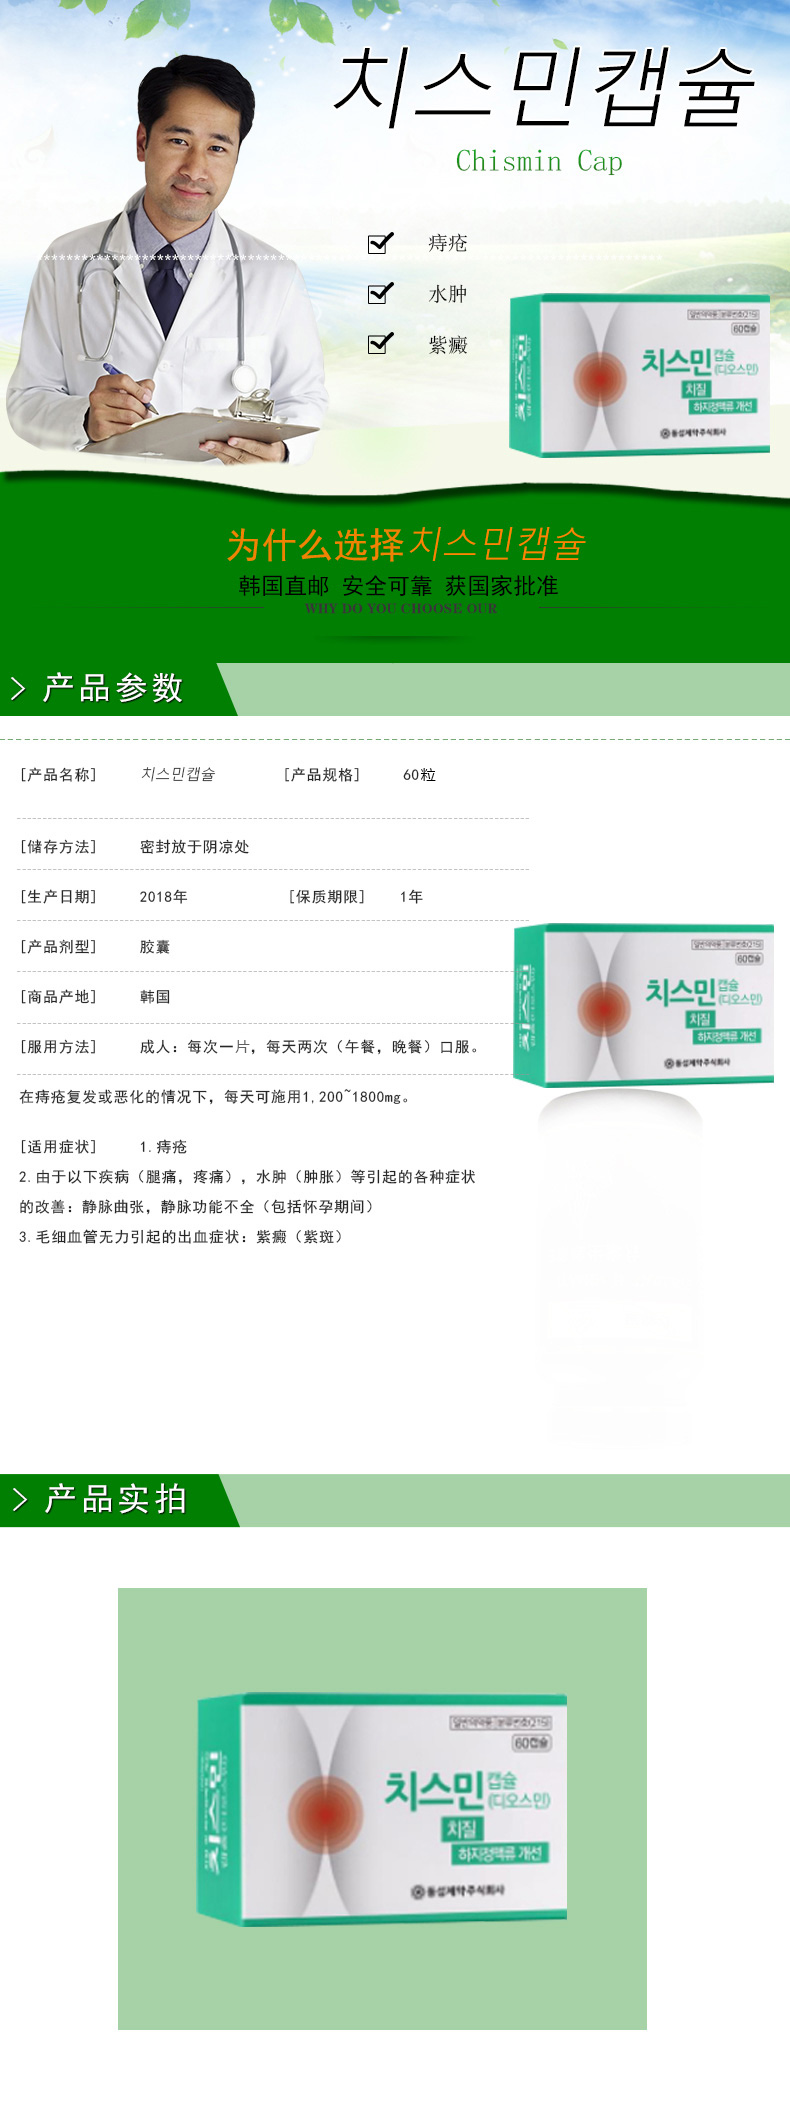 치스민캡슐
Chismin Cap
痔疮
************************************************************************************
水肿
紫癜
일반의약품 분류번호(215)
60캡슐
치스민 캡슐
(디오스민)
치질
하지정맥류 개선
동성제약주식회사
치스민
为什么选择치스민캡슐
韩国直邮 安全可靠 获国家批准
WHY DO YOU CHOOSE OUR
> 产品参数
[产品名称] 치스민캡슐 [产品规格] 60粒
[储存方法] 密封放于阴凉处
[生产日期] 2018年 [保质期限] 1年
[产品剂型] 胶囊
[商品产地] 韩国
[服用方法] 成人：每次一片，每天两次（午餐，晚餐）口服。
在痔疮复发或恶化的情况下，每天可施用1,200~1800mg。
[适用症状] 1.痔疮
2.由于以下疾病（腿痛，疼痛），水肿（肿胀）等引起的各种症状
的改善：静脉曲张，静脉功能不全（包括怀孕期间）
3.毛细血管无力引起的出血症状：紫癜（紫斑）
일반의약품 분류번호(215)
60캡슐
치스민 캡슐
(디오스민)
치질
하지정맥류 개선
동성제약주식회사
치스민
> 产品实拍
일반의약품 분류번호(215)
60캡슐
치스민 캡슐
(디오스민)
치질
하지정맥류 개선
동성제약주식회사
치스민